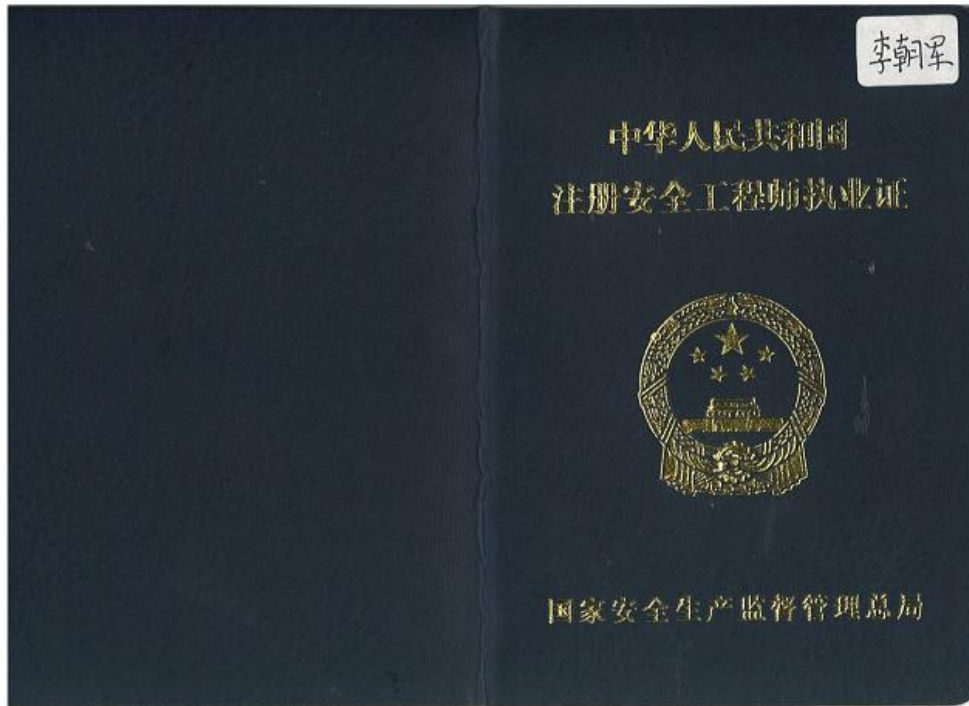 李朝军
中华人民共和国
注册安全工程师执业证
国家安全生产监督管理总局